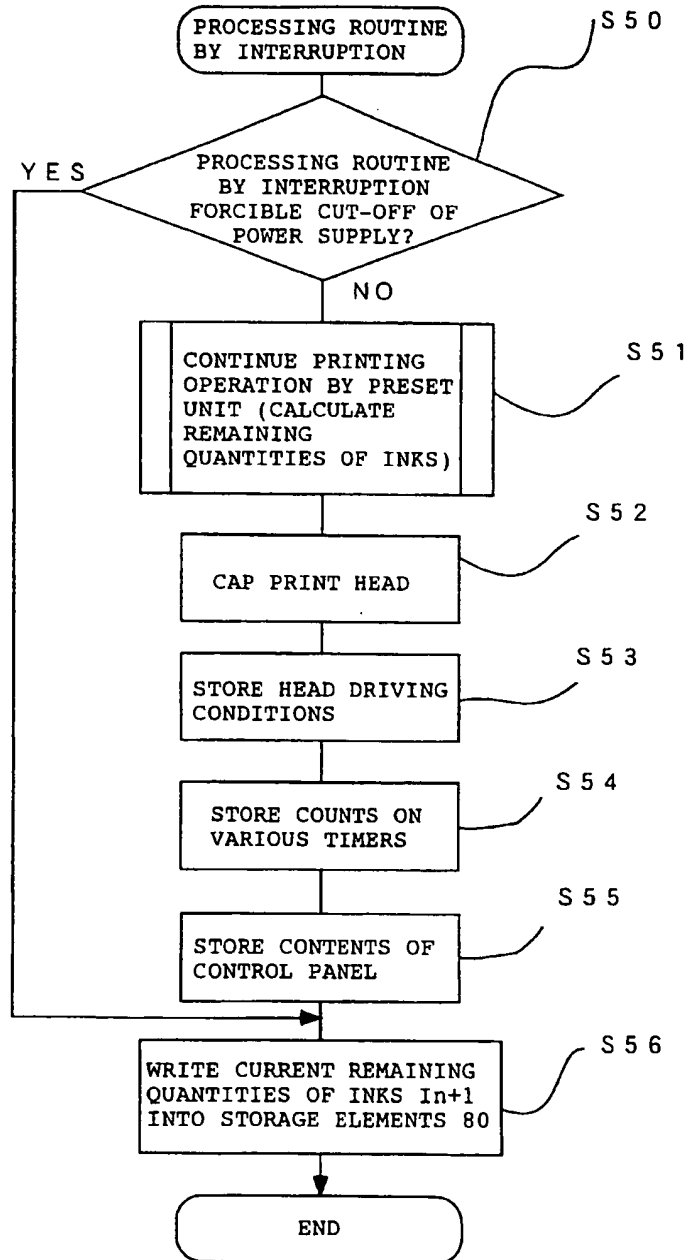 PROCESSING ROUTINE
BY INTERRUPTION
S50
YES
PROCESSING ROUTINE
BY INTERRUPTION
FORCIBLE CUT-OFF OF
POWER SUPPLY?
NO
S51
CONTINUE PRINTING
OPERATION BY PRESET
UNIT (CALCULATE
REMAINING
QUANTITIES OF INKS)
S52
CAP PRINT HEAD
S53
STORE HEAD DRIVING
CONDITIONS
S54
STORE COUNTS ON
VARIOUS TIMERS
S55
STORE CONTENTS OF
CONTROL PANEL
S56
WRITE CURRENT REMAINING
QUANTITIES OF INKS In+1
INTO STORAGE ELEMENTS 80
END